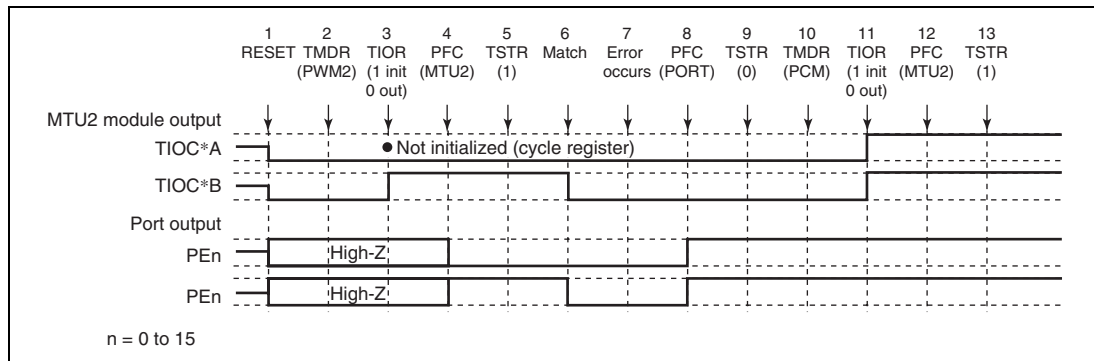 1 2 3 4 5 6 7 8 9 10 11 12 13
RESET TMDR TIOR PFC TSTR Match Error PFC TSTR TMDR TIOR PFC TSTR
(PWM2) (1 init (MTU2) (1) occurs (PORT) (0) (PCM) (1 init (MTU2) (1)
0 out) 0 out)
MTU2 module output
TIOC*A ● Not initialized (cycle register)
TIOC*B
Port output
PEn High-Z
PEn High-Z
n = 0 to 15